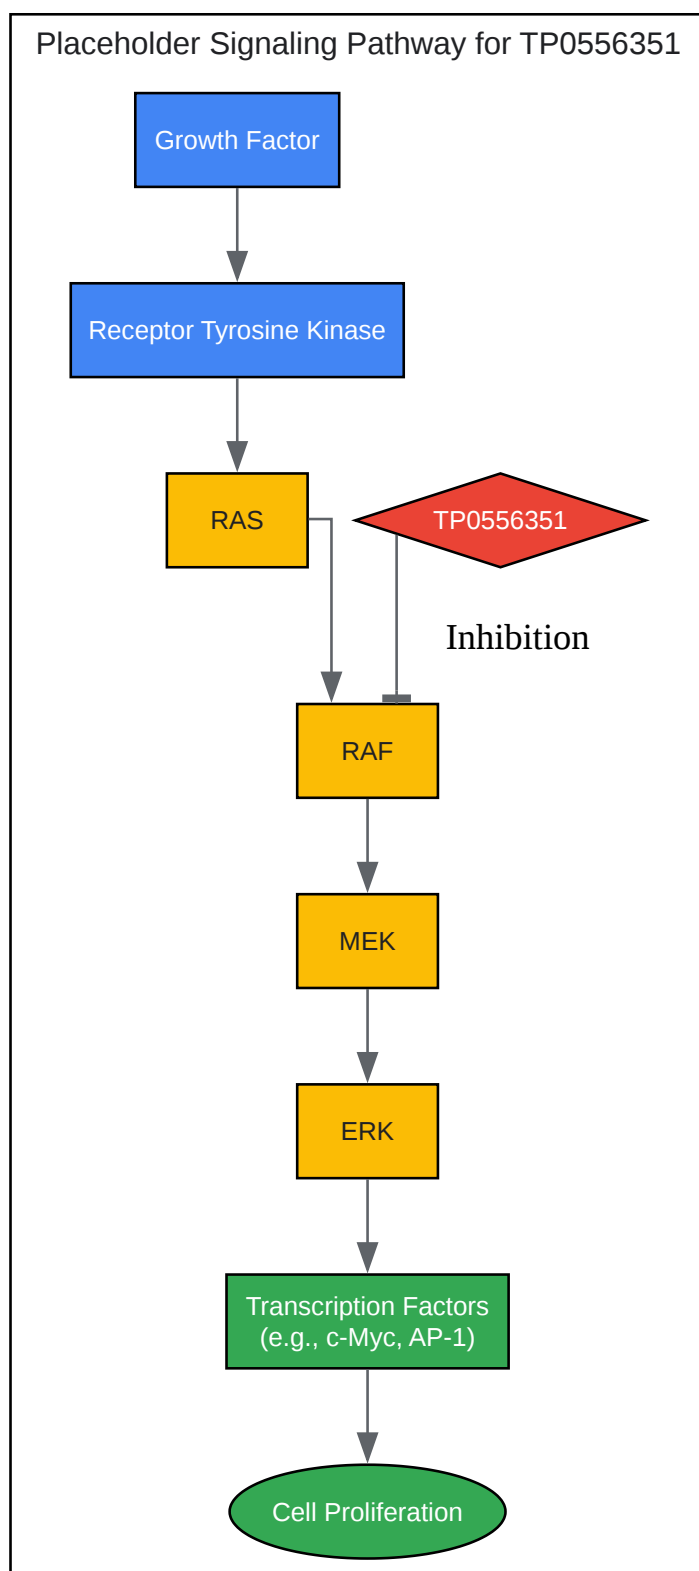 Placeholder Signaling Pathway for TP0556351
Growth Factor
Receptor Tyrosine Kinase
RAS
TP0556351
Inhibition
RAF
MEK
ERK
Transcription Factors
(e.g., c-Myc, AP-1)
Cell Proliferation